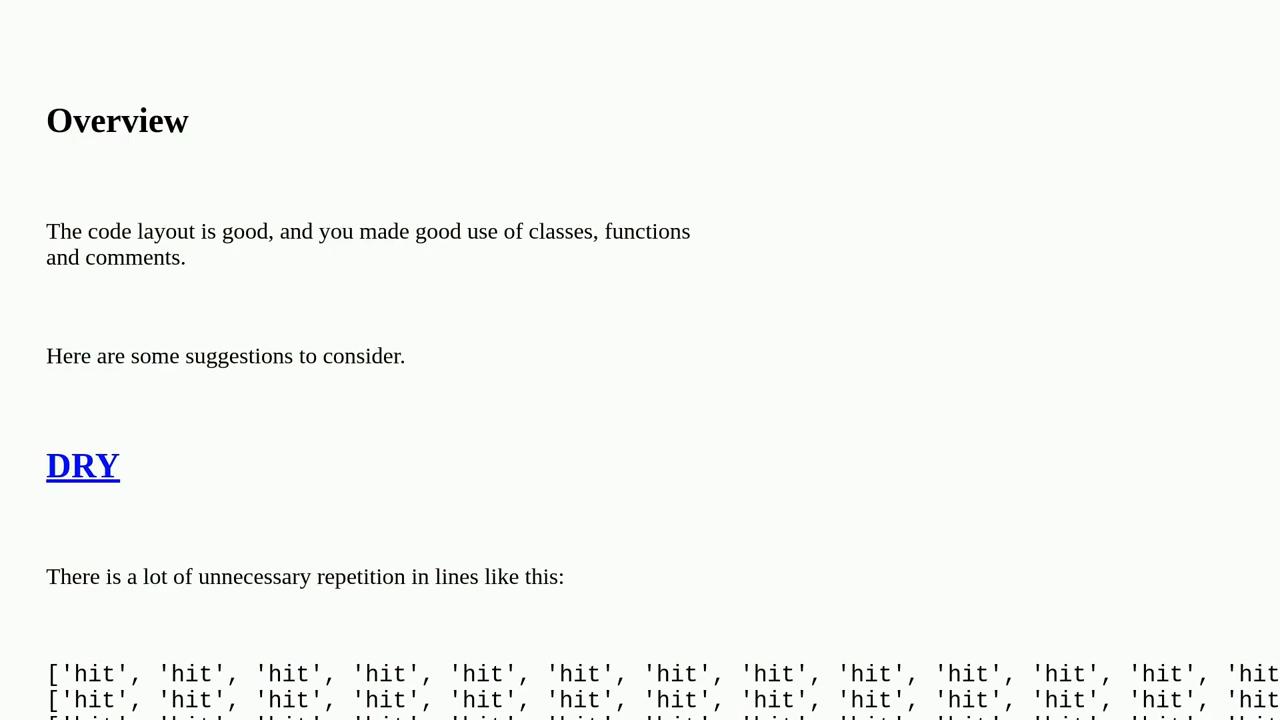 Overview
The code layout is good, and you made good use of classes, functions
and comments.
Here are some suggestions to consider.
DRY
There is a lot of unnecessary repetition in lines like this:
['hit', 'hit', 'hit', 'hit', 'hit', 'hit', 'hit', 'hit', 'hit', 'hit', 'hit', 'hit', 'hit
['hit', 'hit', 'hit', 'hit', 'hit', 'hit', 'hit', 'hit', 'hit', 'hit', 'hit', 'hit', 'hit